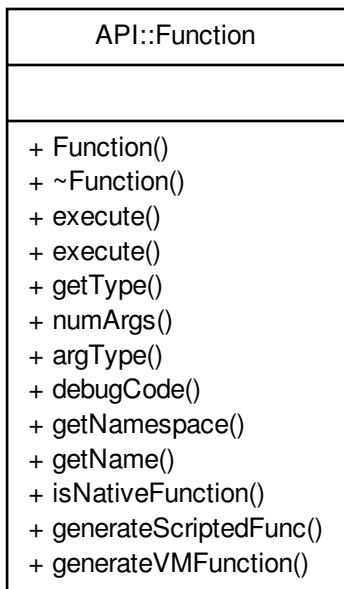 API::Function
+ Function()
+ ~Function()
+ execute()
+ execute()
+ getType()
+ numArgs()
+ argType()
+ debugCode()
+ getNamespace()
+ getName()
+ isNativeFunction()
+ generateScriptedFunc()
+ generateVMFunction()